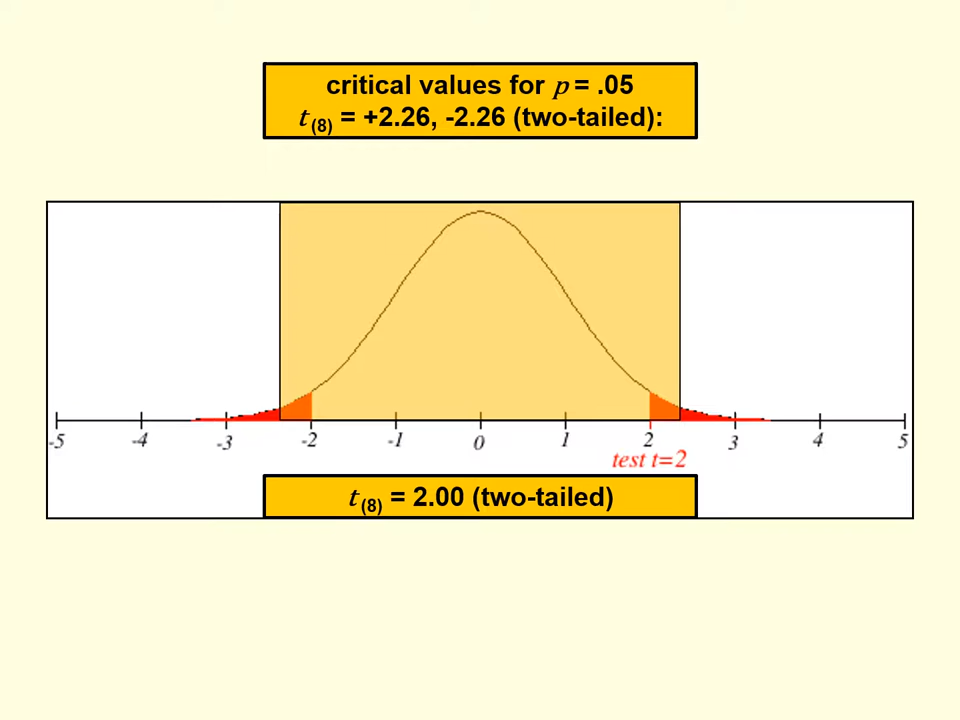 critical values for p = .05
t (8) = +2.26, -2.26 (two-tailed):
-5 -4 -3 -2 -1 0 1 2 3 4 5
test t=2
t (8) = 2.00 (two-tailed)